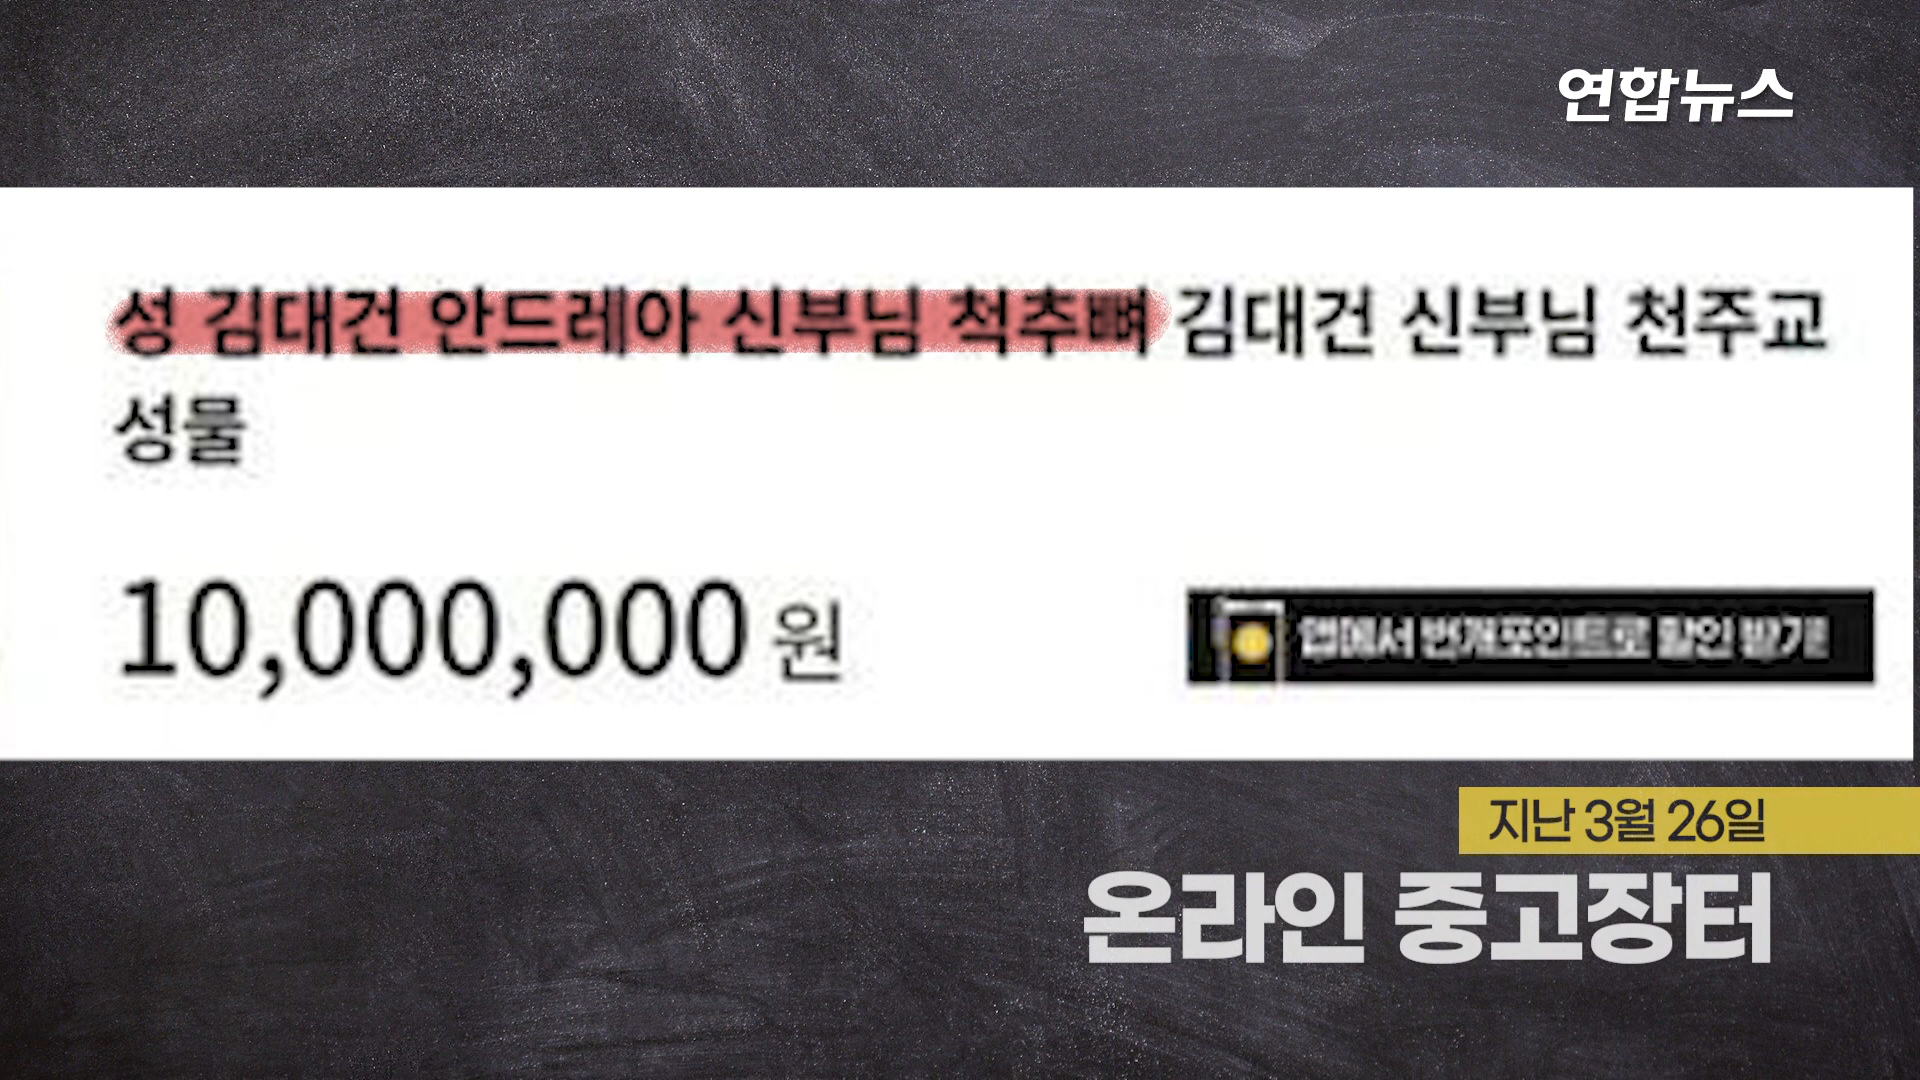 연합뉴스
성 김대건 안드레아 신부님 척추뼈 김대건 신부님 천주교
성물
10,000,000 원
앱에서 번개포인트로 할인 받기!
지난 3월 26일
온라인 중고장터